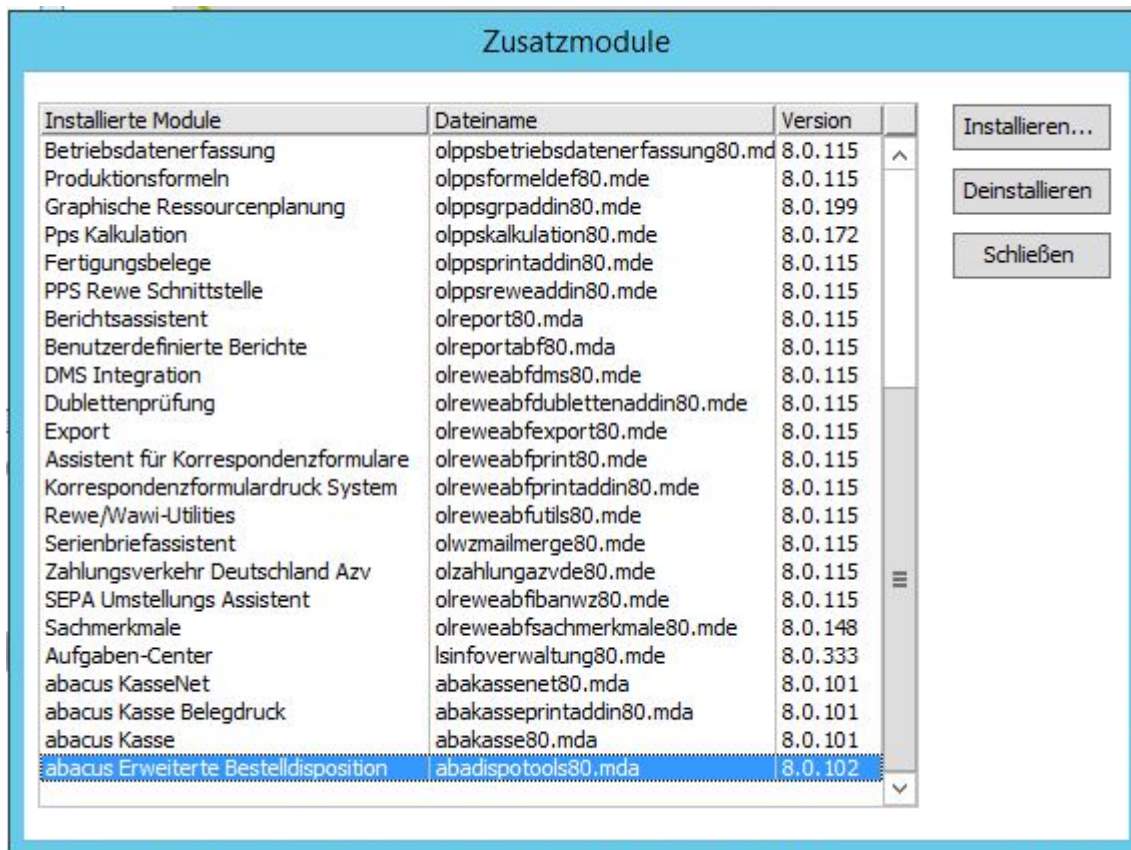 Zusatzmodule
Installierte Module Dateiname Version
Installieren...
Betriebsdatenerfassung olppsbetriebsdatenerfassung80.md 8.0.115
Produktionsformeln olppsformeldef80.mde 8.0.115
Deinstallieren
Graphische Ressourcenplanung olppsgrpaddin80.mde 8.0.199
Pps Kalkulation olppskalkulation80.mde 8.0.172
Schließen
Fertigungsbelege olppsprintaddin80.mde 8.0.115
PPS Rewe Schnittstelle olppsreweaddin80.mde 8.0.115
Berichtsassistent olreport80.mda 8.0.115
Benutzerdefinierte Berichte olreportabf80.mda 8.0.115
DMS Integration olreweabfdms80.mde 8.0.115
Dublettenprüfung olreweabfdublettenaddin80.mde 8.0.115
Export olreweabfexport80.mde 8.0.115
Assistent für Korrespondenzformulare olreweabfprint80.mde 8.0.115
Korrespondenzformulardruck System olreweabfprintaddin80.mde 8.0.115
Rewe/Wawi-Utilities olreweabfutils80.mde 8.0.115
Serienbriefassistent olwzmailmerge80.mde 8.0.115
Zahlungsverkehr Deutschland Azv olzahlungazvde80.mde 8.0.115
SEPA Umstellungs Assistent olreweabfibanwz80.mde 8.0.115
Sachmerkmale olreweabfsachmerkmale80.mde 8.0.148
Aufgaben-Center lsinfoverwaltung80.mde 8.0.333
abacus KasseNet abakassenet80.mda 8.0.101
abacus Kasse Belegdruck abakasseprintaddin80.mda 8.0.101
abacus Kasse abakasse80.mda 8.0.101
abacus Erweiterte Bestelldisposition abadispotools80.mda 8.0.102